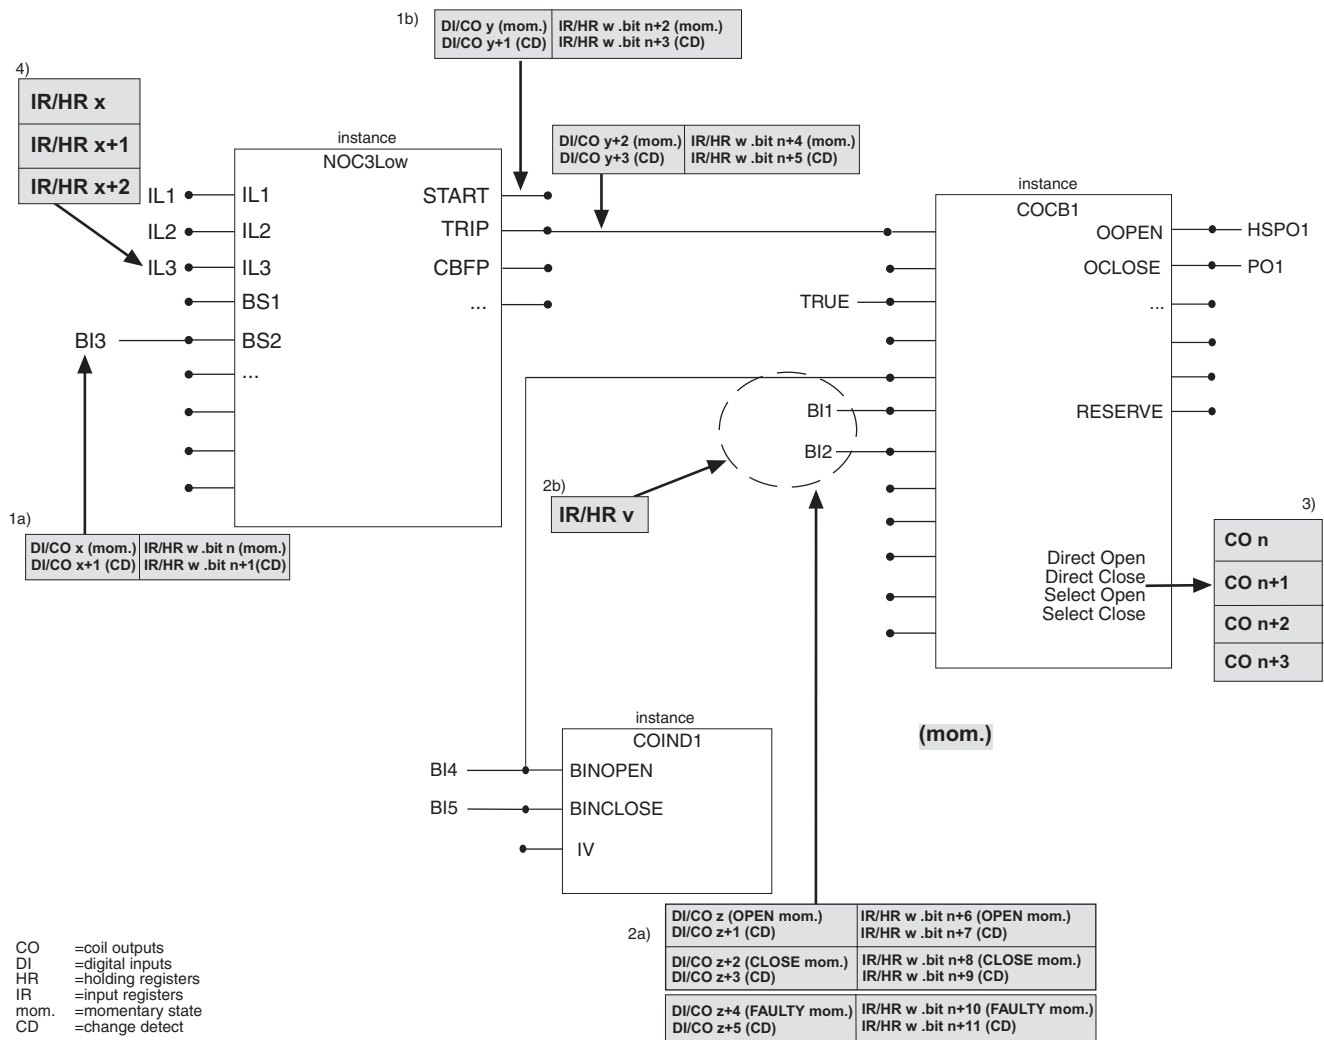 1b)
DI/CO y (mom.) IR/HR w .bit n+2 (mom.)
DI/CO y+1 (CD) IR/HR w .bit n+3 (CD)
4)
IR/HR x
IR/HR x+1
IR/HR x+2
DI/CO y+2 (mom.) IR/HR w .bit n+4 (mom.)
DI/CO y+3 (CD) IR/HR w .bit n+5 (CD)
instance
NOC3Low
IL1 IL1 START
IL2 IL2 TRIP
IL3 IL3 CBFP
BS1 ...
BI3 BS2
...
instance
COCB1
OOPEN HSPO1
OCLOSE PO1
TRUE ...
BI1 RESERVE
BI2
2b)
IR/HR v
1a)
DI/CO x (mom.) IR/HR w .bit n (mom.)
DI/CO x+1 (CD) IR/HR w .bit n+1(CD)
3)
Direct Open
Direct Close
Select Open
Select Close
CO n
CO n+1
CO n+2
CO n+3
instance
COIND1
BI4 BINOPEN
BI5 BINCLOSE
IV
(mom.)
2a)
DI/CO z (OPEN mom.) IR/HR w .bit n+6 (OPEN mom.)
DI/CO z+1 (CD) IR/HR w .bit n+7 (CD)
DI/CO z+2 (CLOSE mom.) IR/HR w .bit n+8 (CLOSE mom.)
DI/CO z+3 (CD) IR/HR w .bit n+9 (CD)
DI/CO z+4 (FAULTY mom.) IR/HR w .bit n+10 (FAULTY mom.)
DI/CO z+5 (CD) IR/HR w .bit n+11 (CD)
CO =coil outputs
DI =digital inputs
HR =holding registers
IR =input registers
mom. =momentary state
CD =change detect